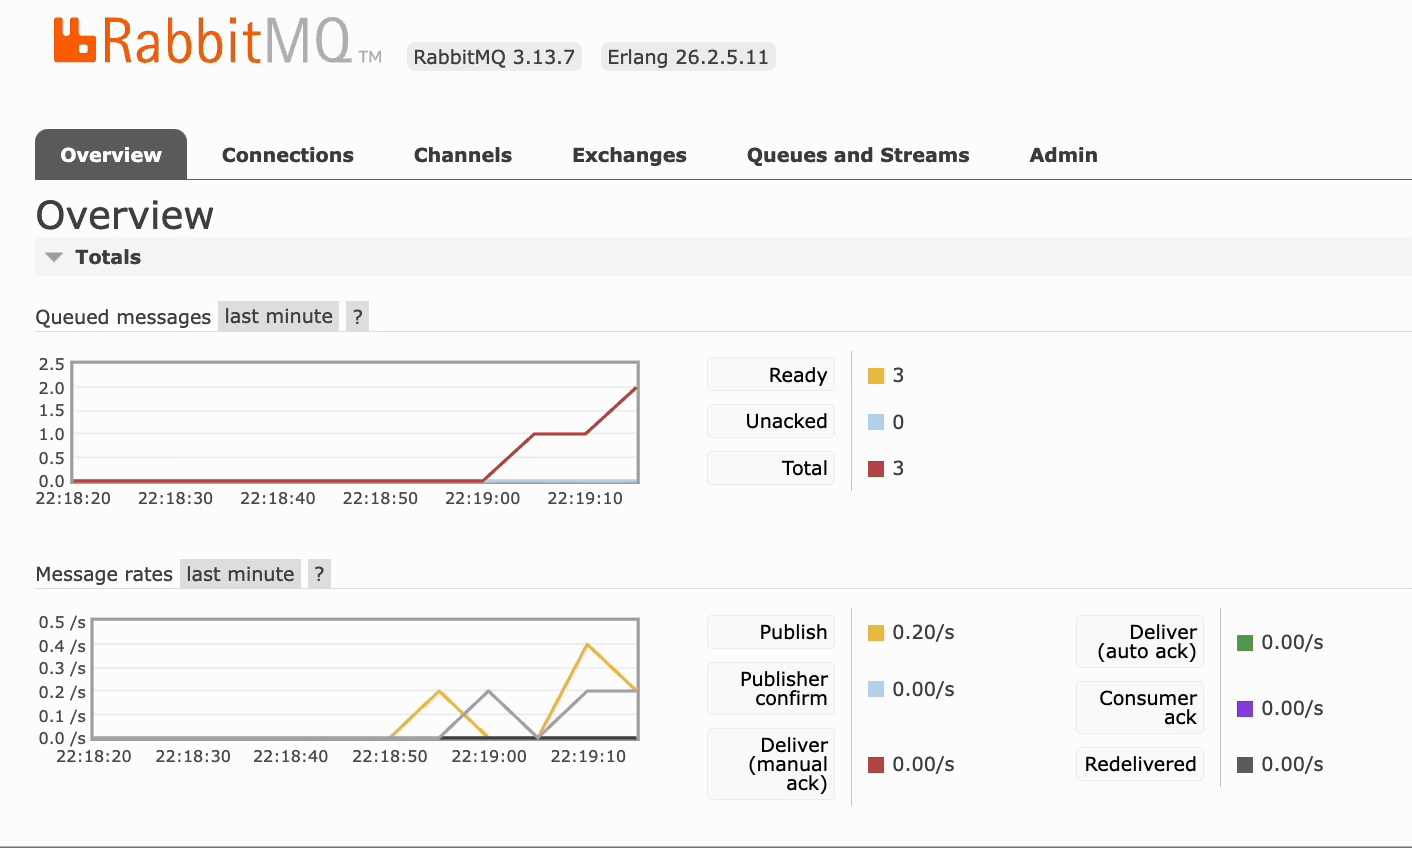 RabbitMQ TM RabbitMQ 3.13.7 Erlang 26.2.5.11
Overview Connections Channels Exchanges Queues and Streams Admin
Overview
Totals
Queued messages last minute ?
2.5
2.0
1.5
1.0
0.5
0.0
22:18:20 22:18:30 22:18:40 22:18:50 22:19:00 22:19:10
Ready 3
Unacked 0
Total 3
Message rates last minute ?
0.5 /s
0.4 /s
0.3 /s
0.2 /s
0.1 /s
0.0 /s
22:18:20 22:18:30 22:18:40 22:18:50 22:19:00 22:19:10
Publish 0.20/s
Publisher
confirm 0.00/s
Deliver
(manual
ack) 0.00/s
Deliver
(auto ack) 0.00/s
Consumer
ack 0.00/s
Redelivered 0.00/s